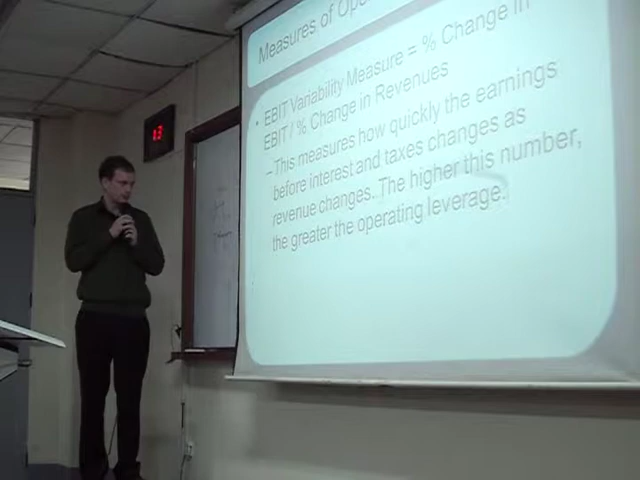 Measures of
• EBIT Variability Measure = % Change in
EBIT / % Change in Revenues
–This measures how quickly the earnings
before interest and taxes changes as
revenue changes. The higher this number,
the greater the operating leverage.
13